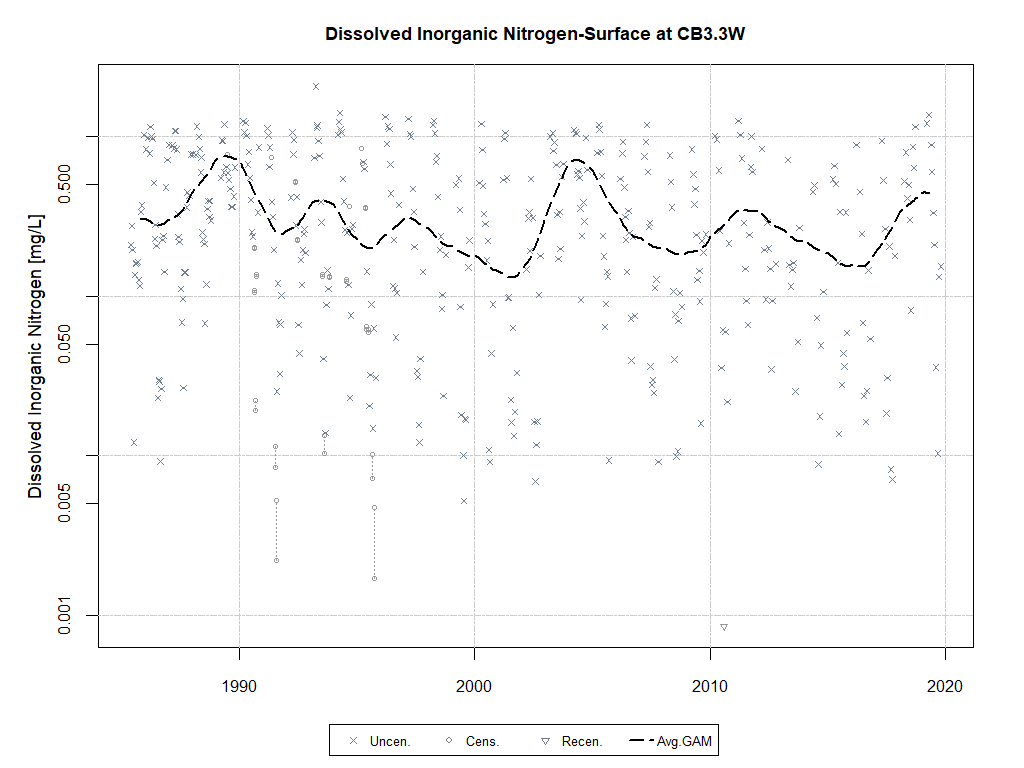 Dissolved Inorganic Nitrogen-Surface at CB3.3W
Dissolved Inorganic Nitrogen [mg/L]
0.500
0.050
0.005
0.001
1990 2000 2010 2020
Uncen. Cens. Recen. Avg.GAM